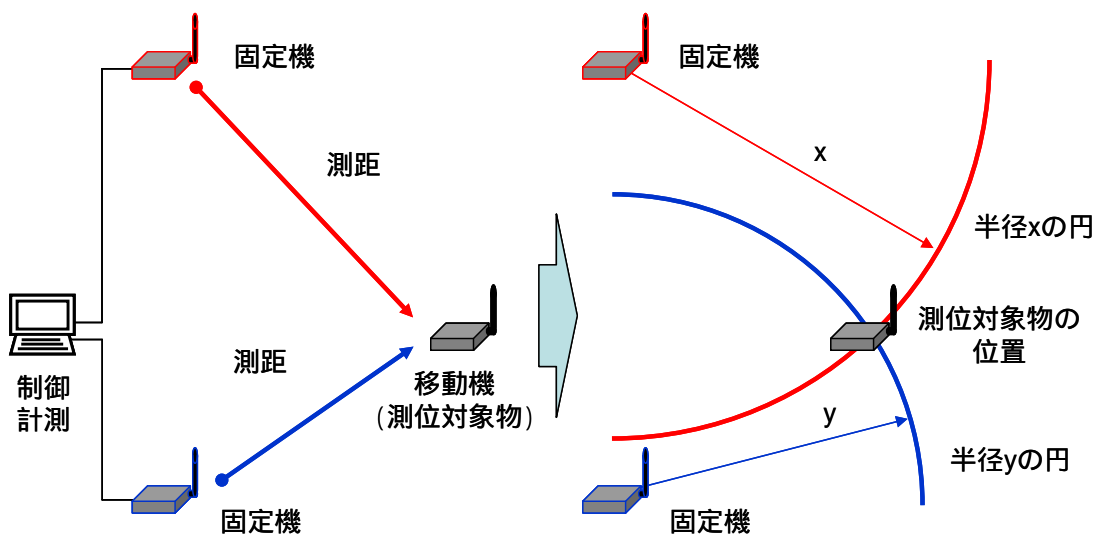 固定機
測距
測距
制御
計測
移動機
(測位対象物)
固定機
固定機
x
半径xの円
測位対象物の
位置
y
半径yの円
固定機